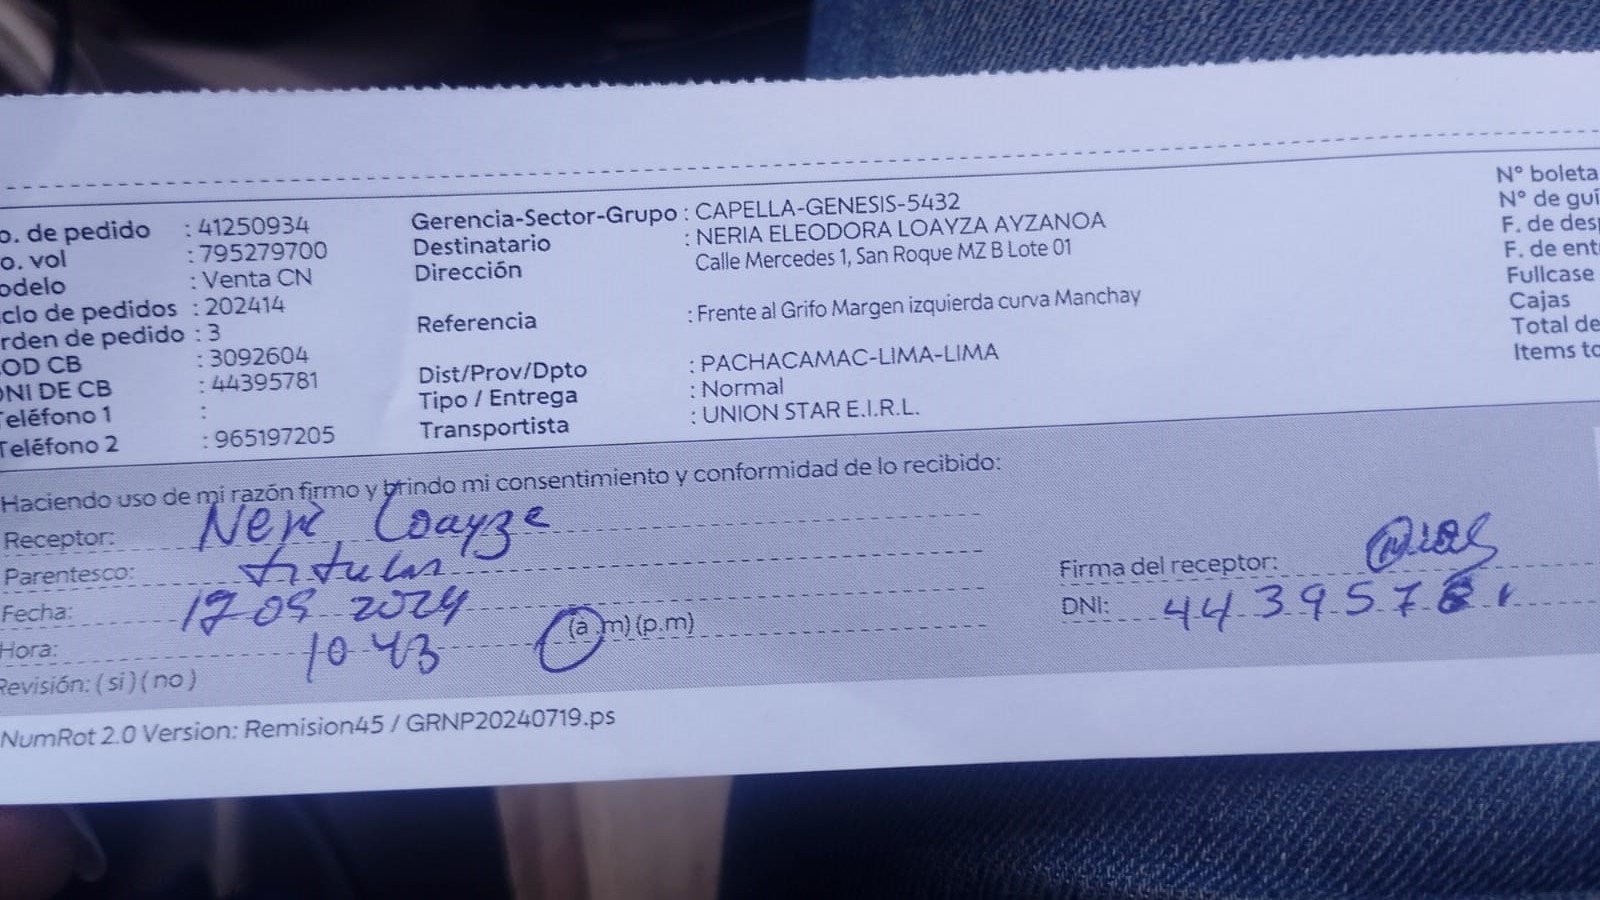 o. de pedido : 41250934
o. vol : 795279700
odelo : Venta CN
clo de pedidos : 202414
rden de pedido : 3
OD CB : 3092604
DNI DE CB : 44395781
Teléfono 1 :
Teléfono 2 : 965197205
Gerencia-Sector-Grupo : CAPELLA-GENESIS-5432
Destinatario : NERIA ELEODORA LOAYZA AYZANOA
Dirección Calle Mercedes 1, San Roque MZ B Lote 01
Referencia : Frente al Grifo Margen izquierda curva Manchay
Dist/Prov/Dpto : PACHACAMAC-LIMA-LIMA
Tipo / Entrega : Normal
Transportista : UNION STAR E.I.R.L.
N° boleta
N° de guí
F. de des
F. de ent
Fullcase
Cajas
Total de
Items to
Haciendo uso de mi razón firmo y brindo mi consentimiento y conformidad de lo recibido:
Receptor: Loayza
Parentesco: titular
Fecha: 2024
Hora: 10 43 (a.m) (p.m)
Revisión: ( si ) ( no )
Firma del receptor:
DNI: 44395781
NumRot 2.0 Version: Remision45 / GRNP20240719.ps